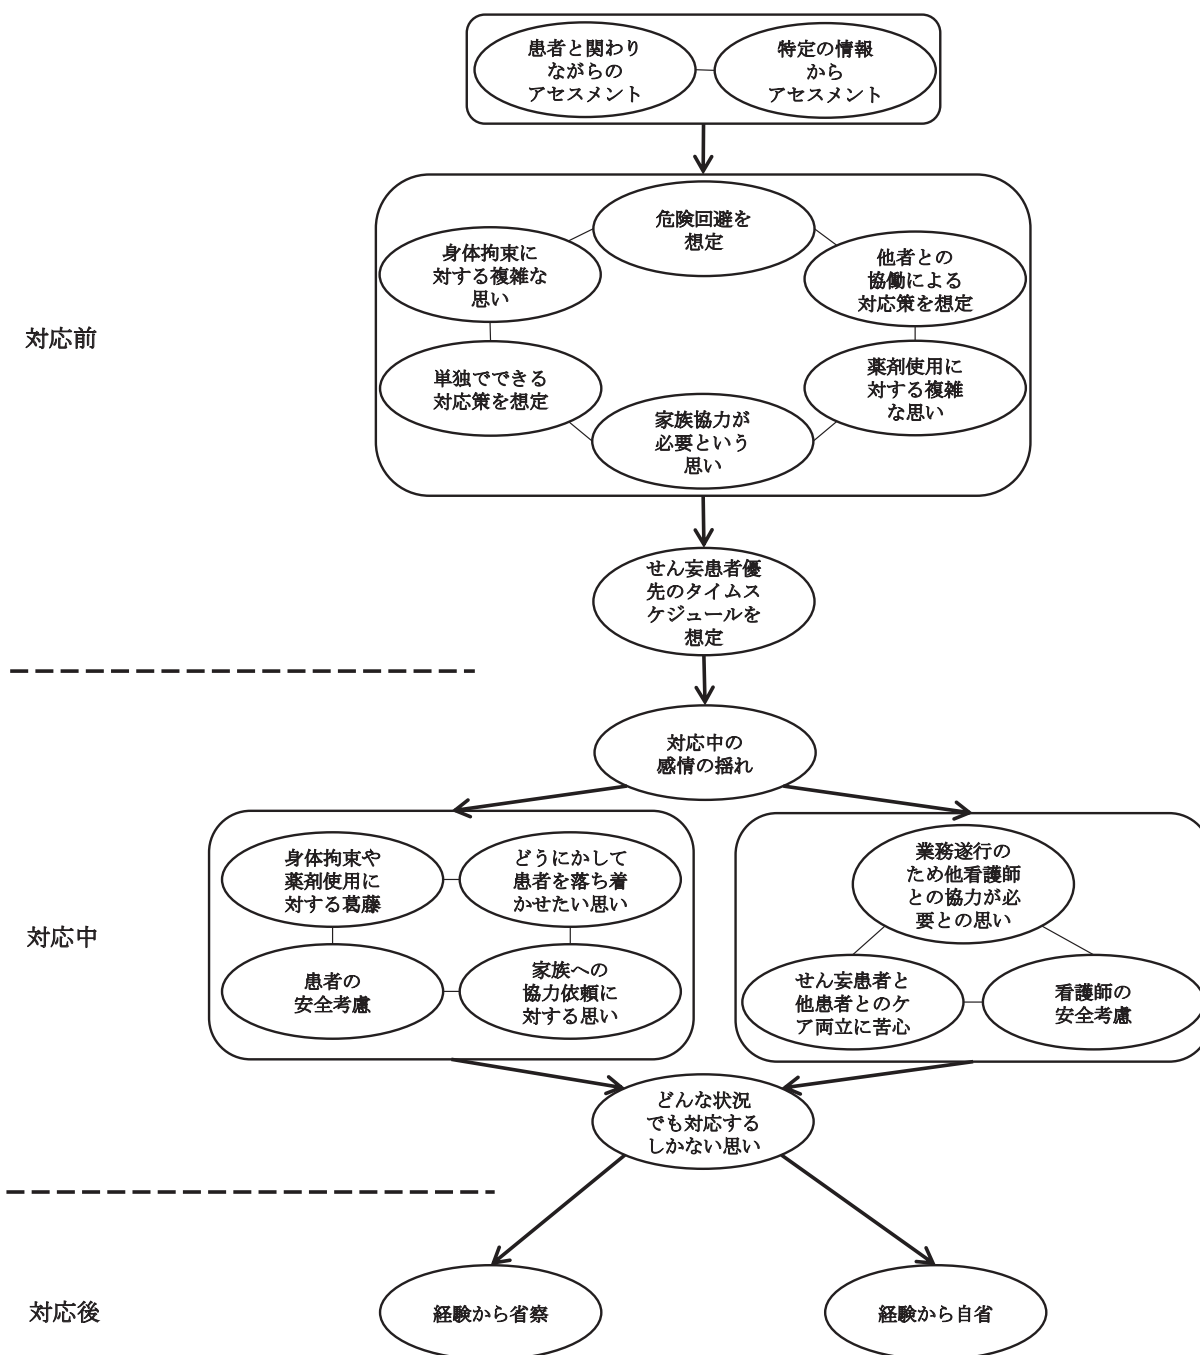 患者と関わり
ながらの
アセスメント
特定の情報
から
アセスメント
対応前
危険回避を
想定
身体拘束に
対する複雑な
思い
他者との
協働による
対応策を想定
単独でできる
対応策を想定
薬剤使用に
対する複雑
な思い
家族協力が
必要という
思い
せん妄患者優
先のタイムス
ケジュールを
想定
対応中の
感情の揺れ
対応中
身体拘束や
薬剤使用に
対する葛藤
どうにかして
患者を落ち着
かせたい思い
患者の
安全考慮
家族への
協力依頼に
対する思い
業務遂行の
ため他看護師
との協力が必
要との思い
せん妄患者と
他患者とのケ
ア両立に苦心
看護師の
安全考慮
どんな状況
でも対応する
しかない思い
対応後
経験から省察
経験から自省